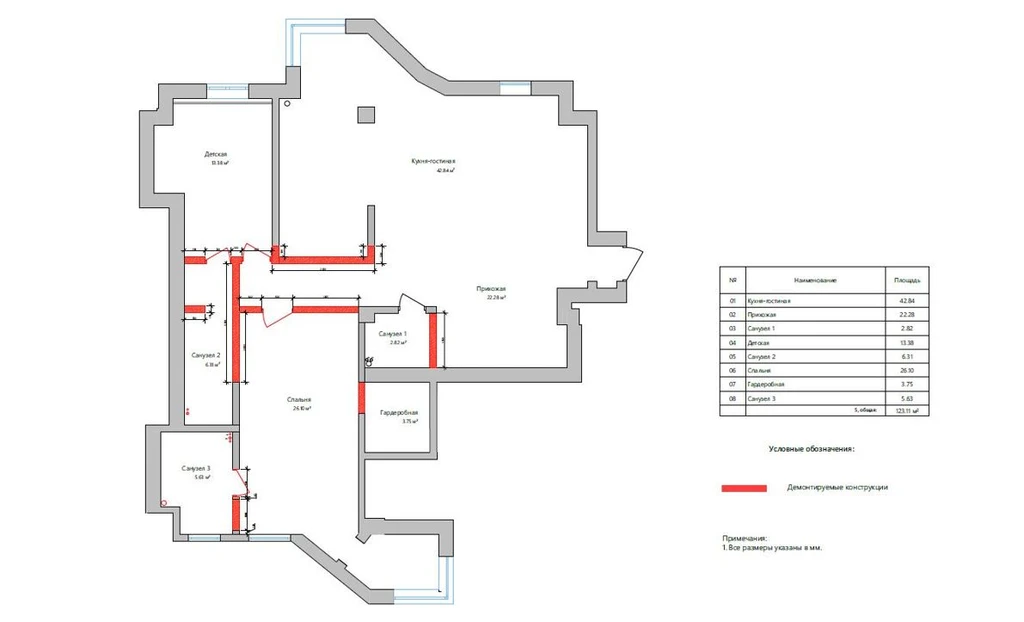 Детская
13.38 м²
Кухня-гостиная
42.84 м²
Прихожая
22.28 м²
Санузел 1
2.82 м²
Санузел 2
6.31 м²
Спальня
26.10 м²
Гардеробная
3.75 м²
Санузел 3
5.63 м²
№ Наименование Площадь
01 Кухня-гостиная 42.84
02 Прихожая 22.28
03 Санузел 1 2.82
04 Детская 13.38
05 Санузел 2 6.31
06 Спальня 26.10
07 Гардеробная 3.75
08 Санузел 3 5.63
S, общая 123.11 м²
Условные обозначения:
Демонтируемые конструкции
Примечания:
1. Все размеры указаны в мм.